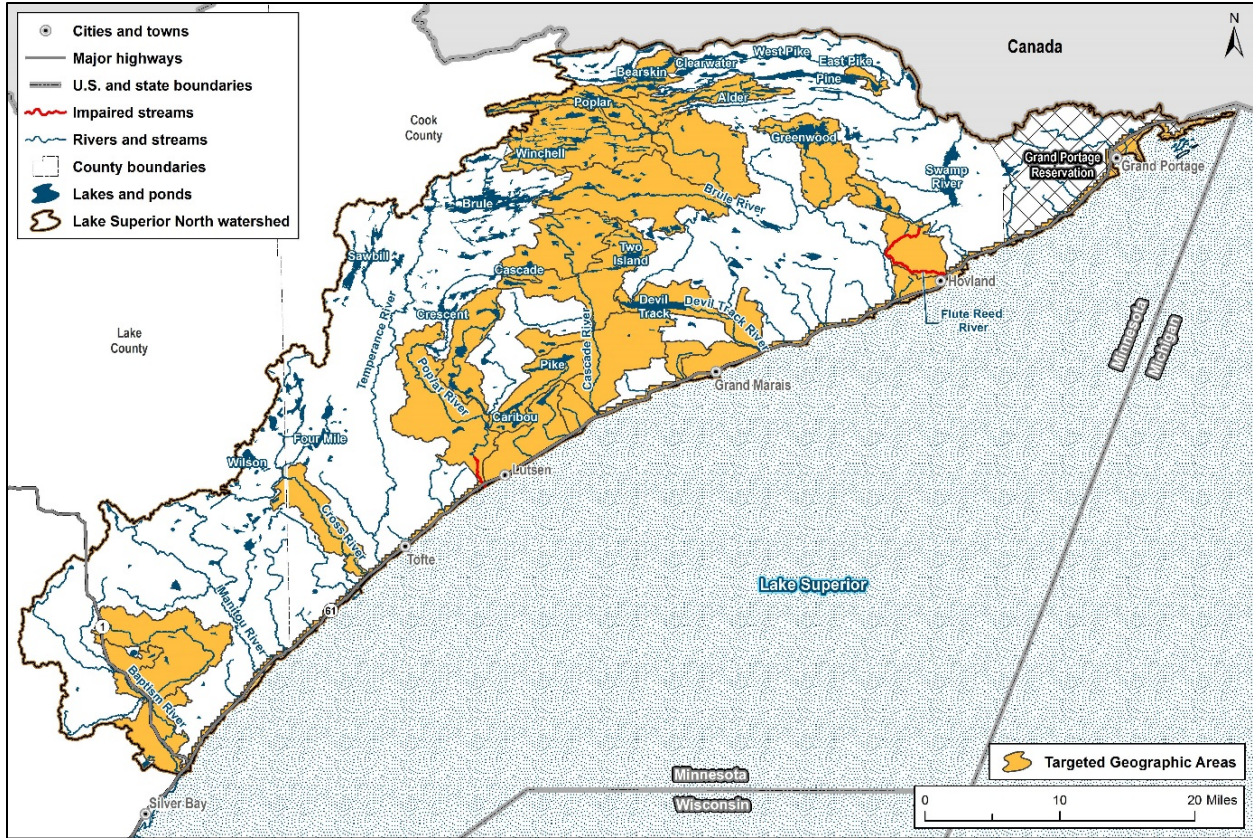 Cities and towns
Major highways
U.S. and state boundaries
Impaired streams
Rivers and streams
County boundaries
Lakes and ponds
Lake Superior North watershed
N
Canada
West Pike
Clearwater
East Pike
Bearskin
Pine
Alder
Poplar
Cook
County
Greenwood
Winchell
Swamp
River
Grand Portage
Reservation
Grand Portage
Brule
Brule River
Sawbill
Two
Island
Cascade
Hovland
Flute Reed
River
Devil
Track
Devil Track River
Crescent
Temperance River
Lake
County
Minnesota
Michigan
Cascade River
Pike
Poplar River
Grand Marais
Caribou
Four Mile
Wilson
Lutsen
Cross River
Tofte
Lake Superior
Manitou River
61
1
Baptism River
Minnesota
Wisconsin
Silver Bay
Targeted Geographic Areas
0 10 20 Miles